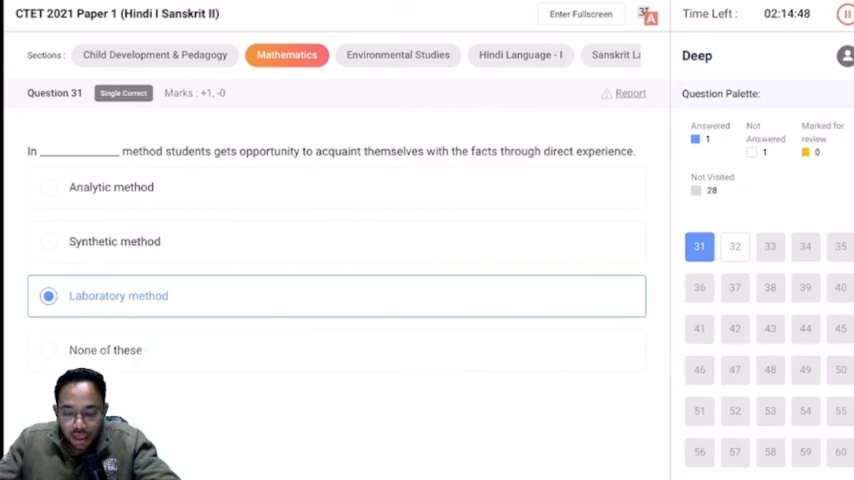 CET 2021 Paper 1 (Hindi I Sanskrit II)
Enter Fullscreen
A
Time Left :
02:14:48
Sections :
Child Development & Pedagogy
Mathematics
Environmental Studies
Hindi Language - I
Sanskrit La
Deep
Question 31
Single Correct
Marks : +1, -0
Report
Question Palette:
Answered
1
Not
Answered
1
Marked for
review
0
Not Visited
28
In _____________ method students gets opportunity to acquaint themselves with the facts through direct experience.
Analytic method
Synthetic method
Laboratory method
None of these
31 32 33 34 35
36 37 38 39 40
41 42 43 44 45
46 47 48 49 50
51 52 53 54 55
56 57 58 59 60